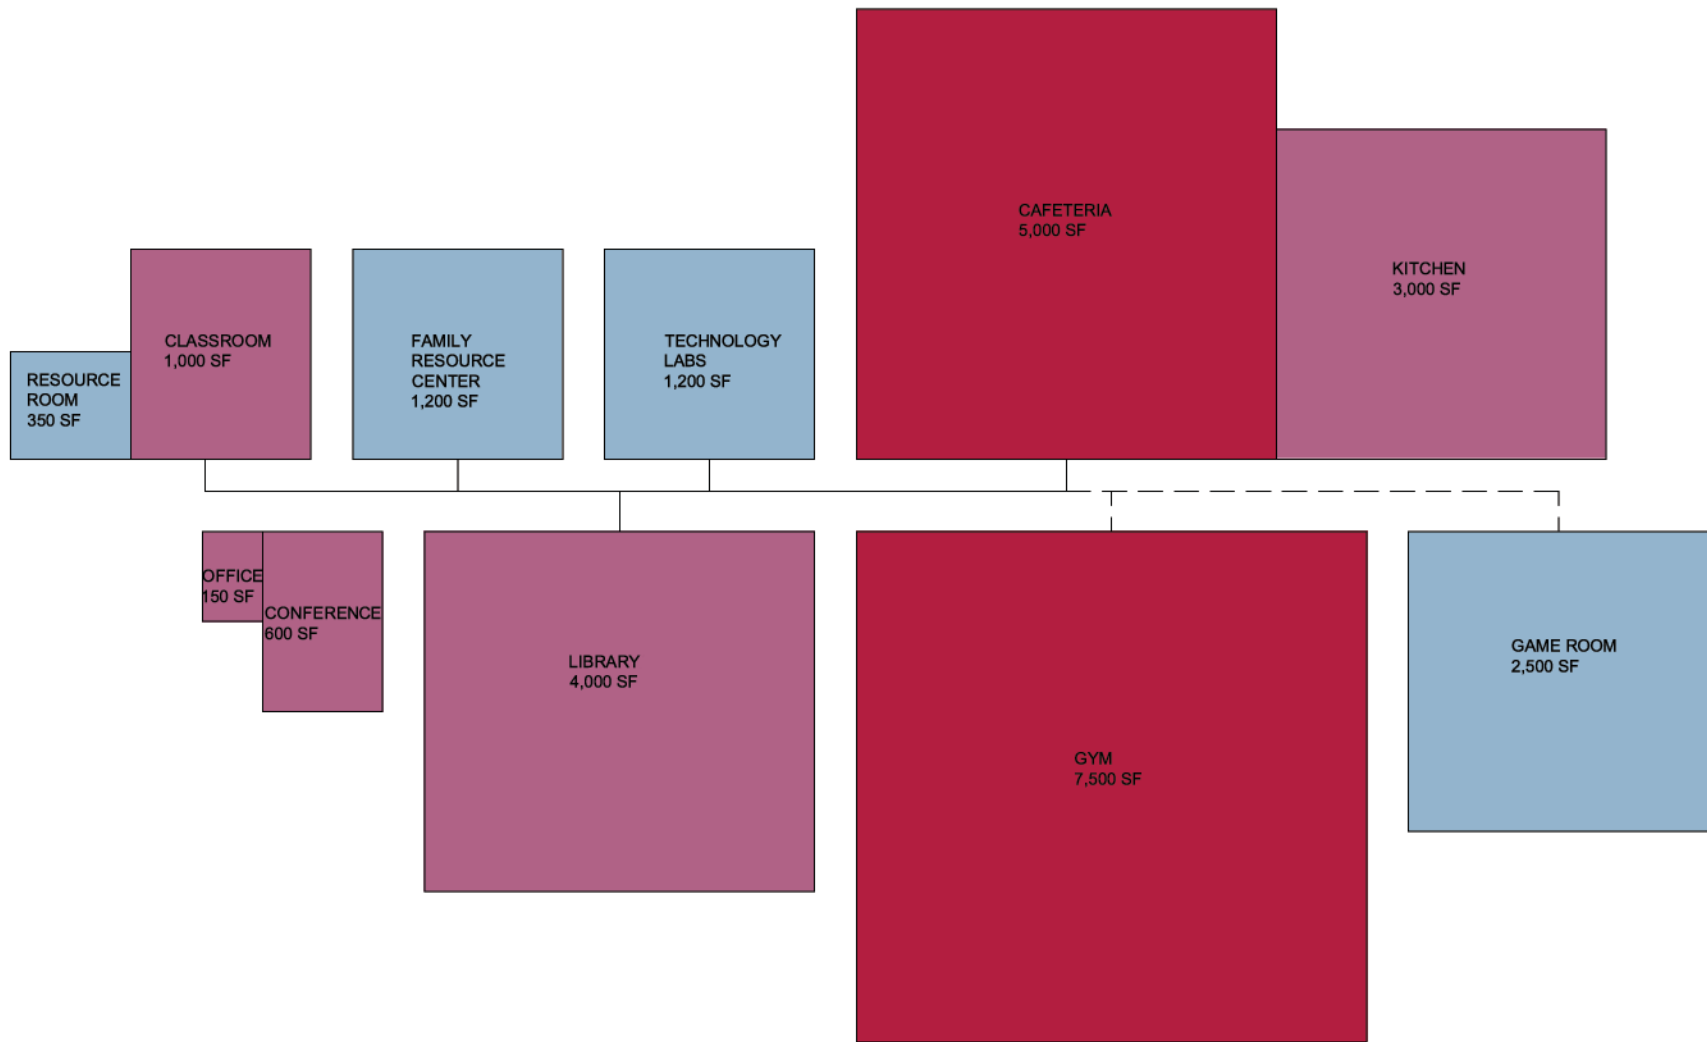 CAFETERIA
5,000 SF
KITCHEN
3,000 SF
CLASSROOM
1,000 SF
FAMILY
RESOURCE
CENTER
1,200 SF
TECHNOLOGY
LABS
1,200 SF
RESOURCE
ROOM
350 SF
OFFICE
150 SF
CONFERENCE
600 SF
LIBRARY
4,000 SF
GYM
7,500 SF
GAME ROOM
2,500 SF